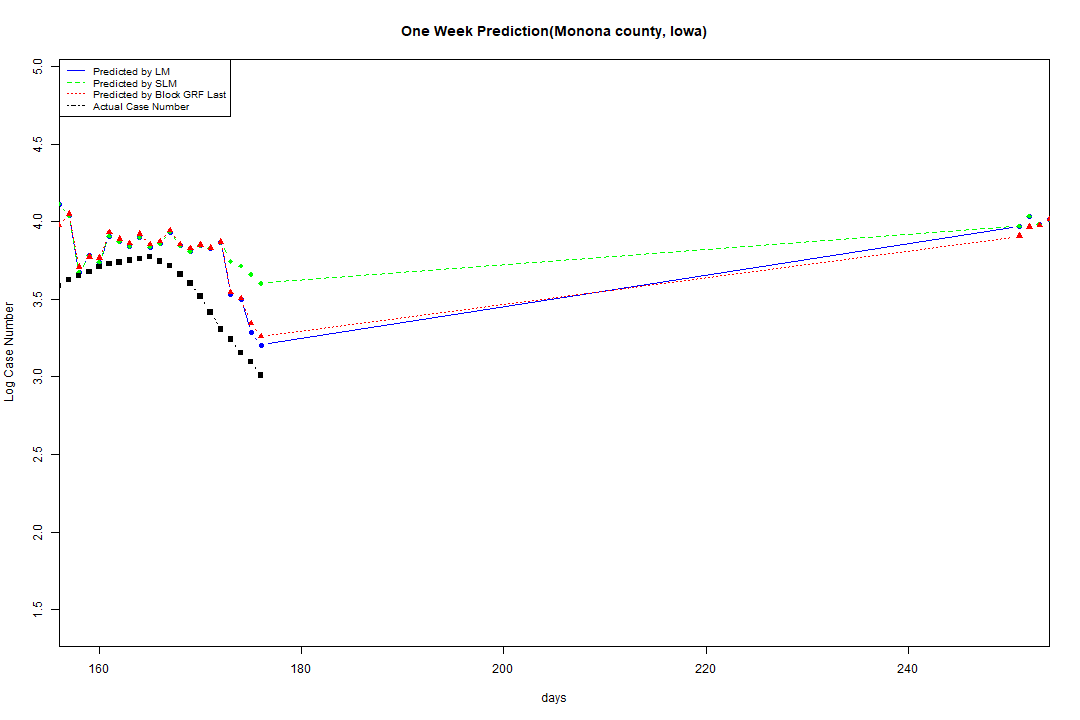 One Week Prediction(Monona county, Iowa)
Predicted by LM
Predicted by SLM
Predicted by Block GRF Last
Actual Case Number
5.0
4.5
4.0
3.5
3.0
2.5
2.0
1.5
Log Case Number
160 180 200 220 240
days